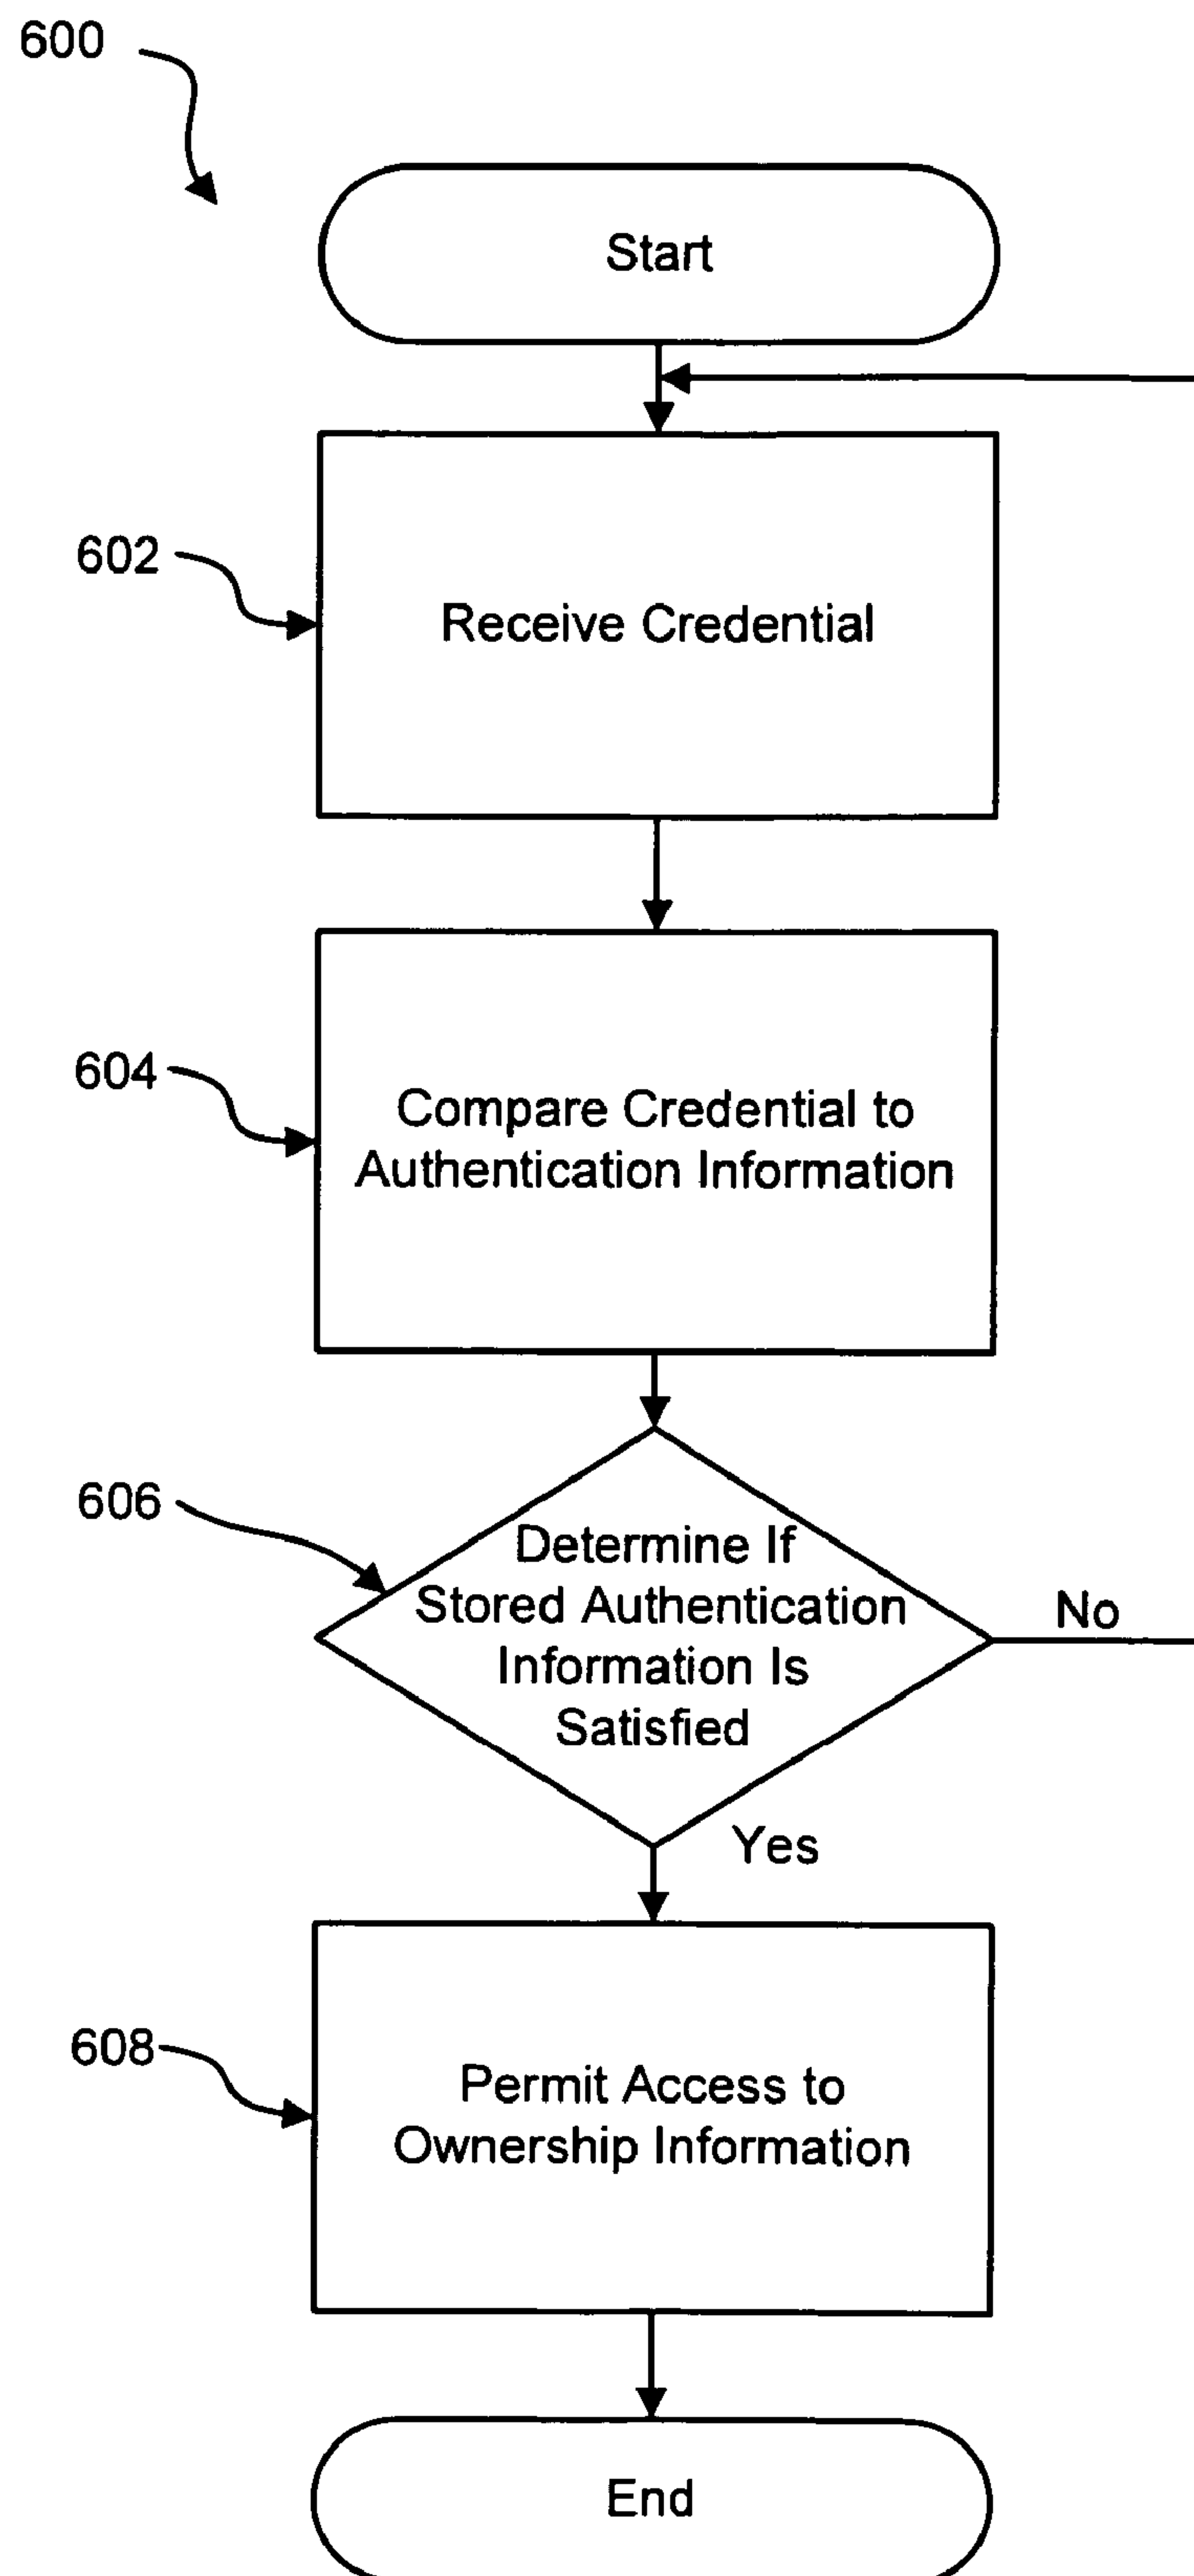 600
Start
602
Receive Credential
604
Compare Credential to
Authentication Information
606
Determine If
Stored Authentication
Information Is
Satisfied
No
Yes
608
Permit Access to
Ownership Information
End